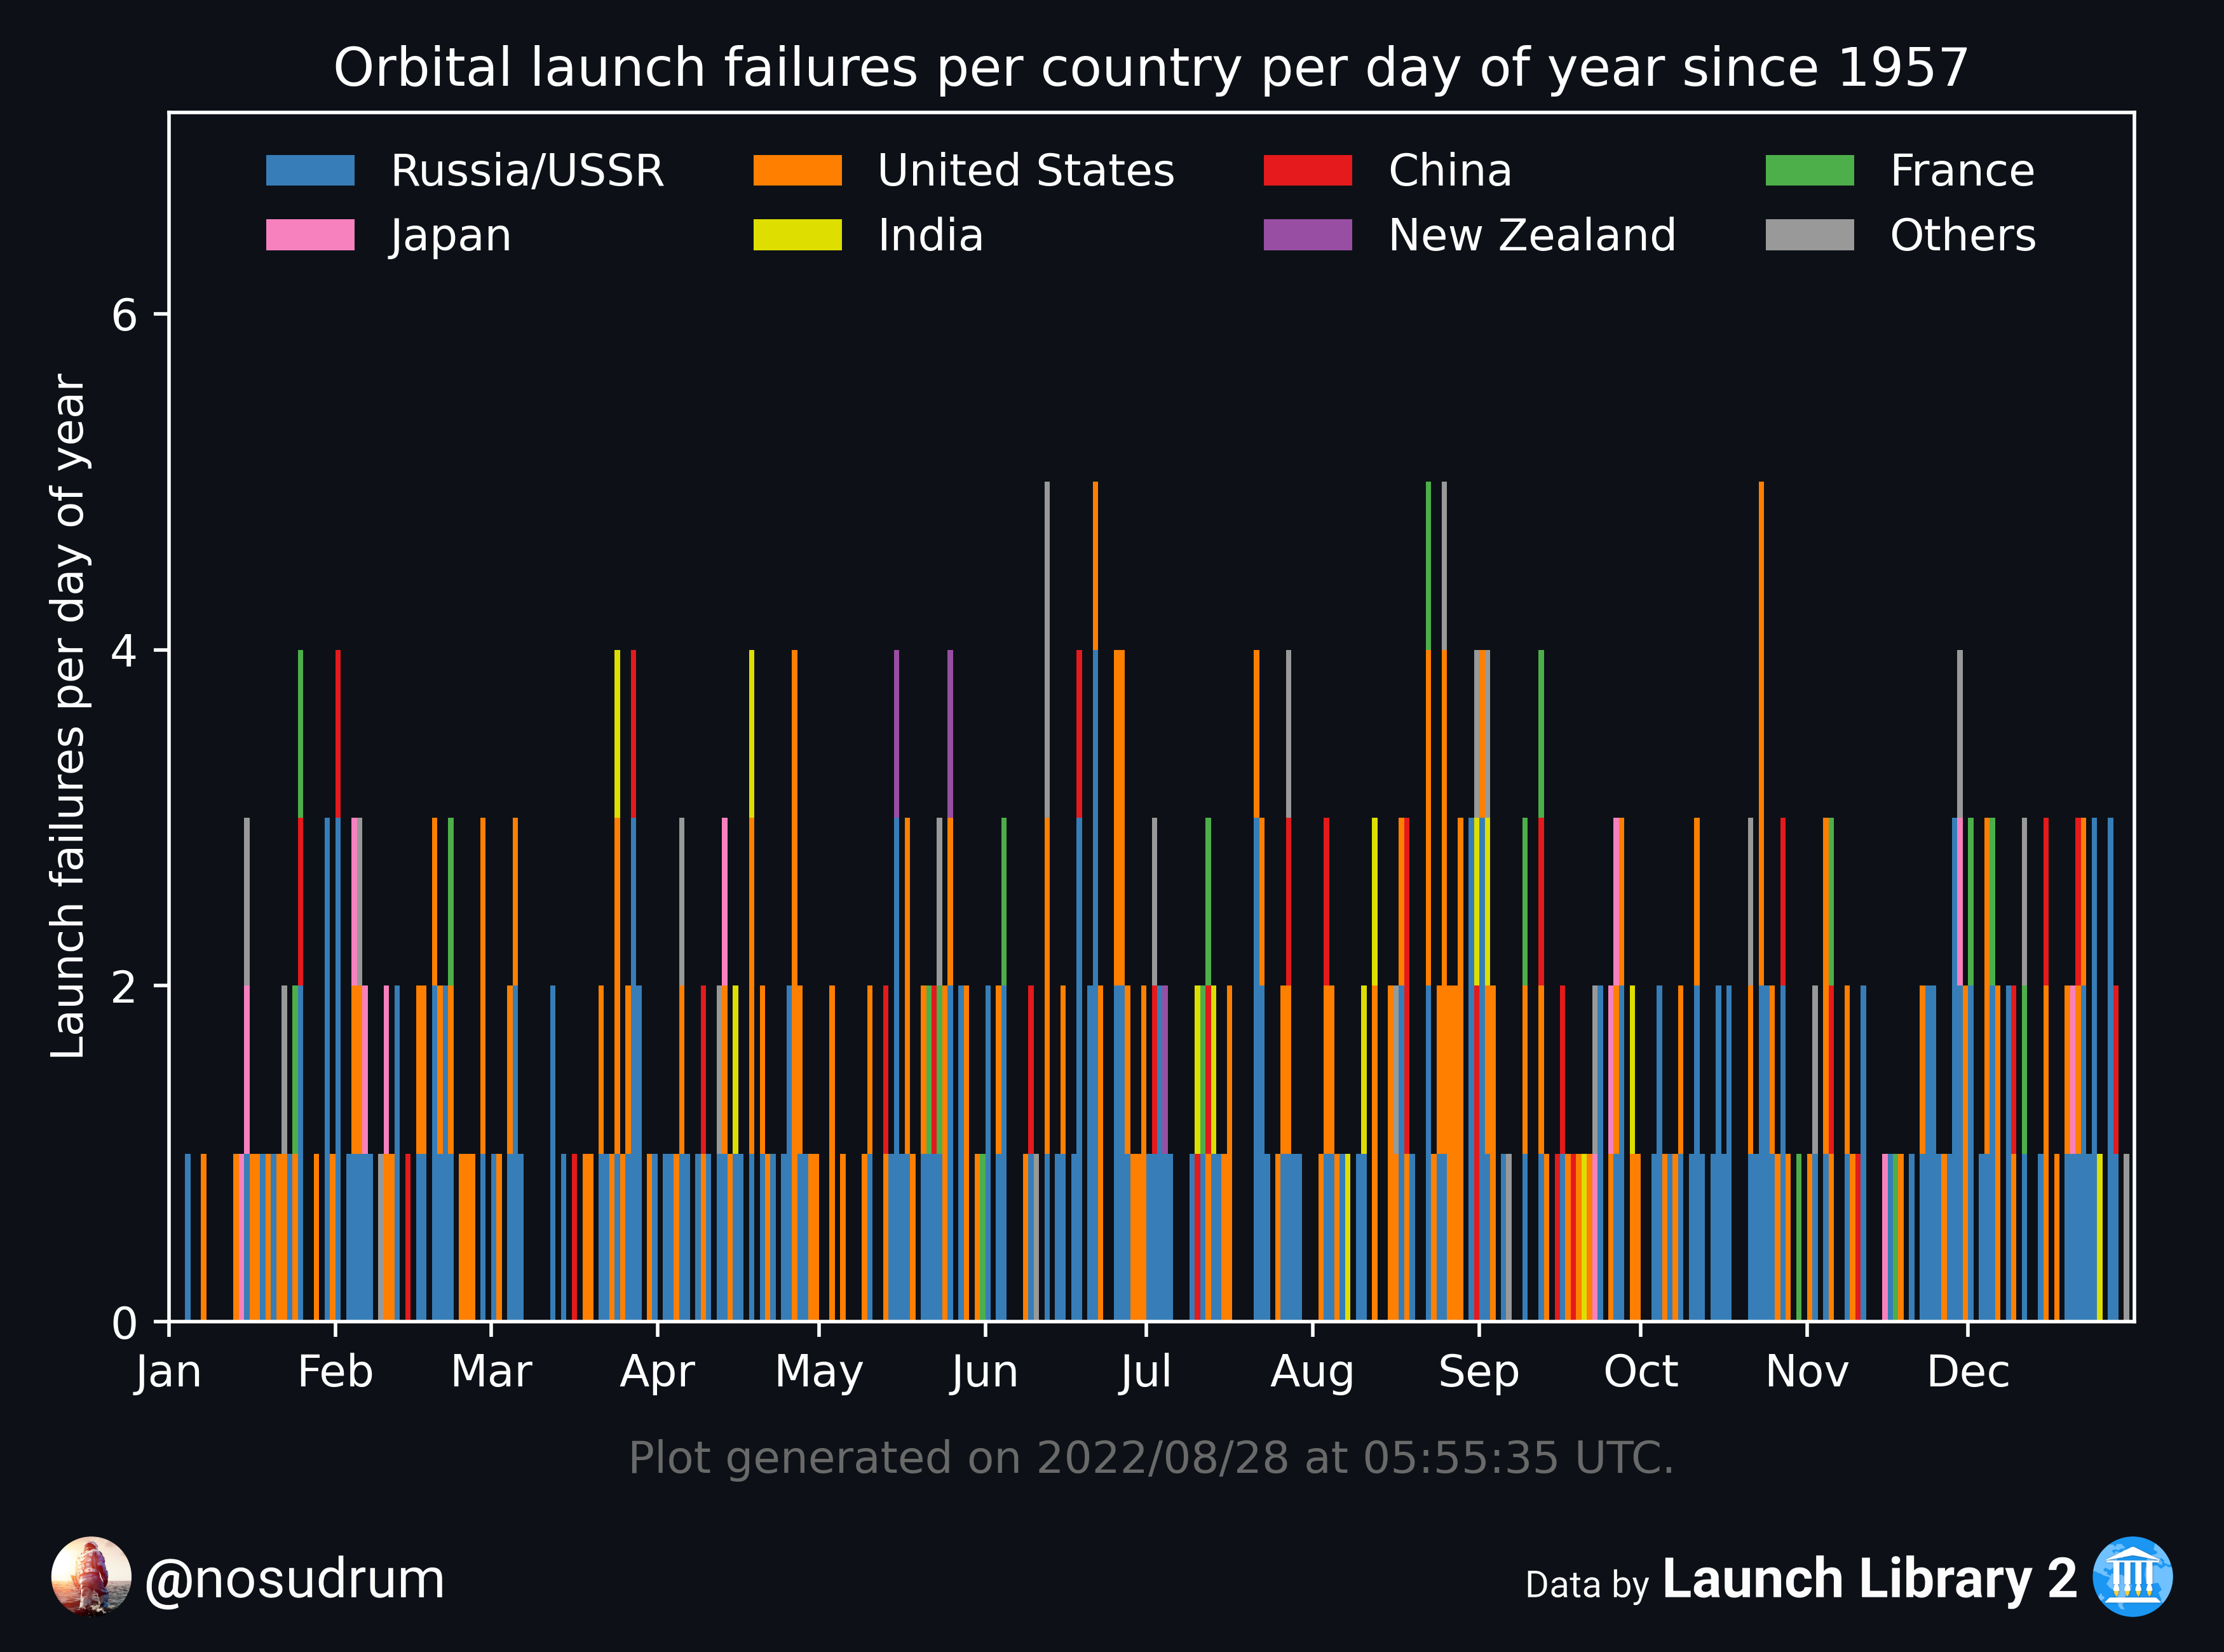 Orbital launch failures per country per day of year since 1957
Russia/USSR United States China France
Japan India New Zealand Others
Launch failures per day of year
6
4
2
0
Jan Feb Mar Apr May Jun Jul Aug Sep Oct Nov Dec
Plot generated on 2022/08/28 at 05:55:35 UTC.
@nosudrum
Data by Launch Library 2